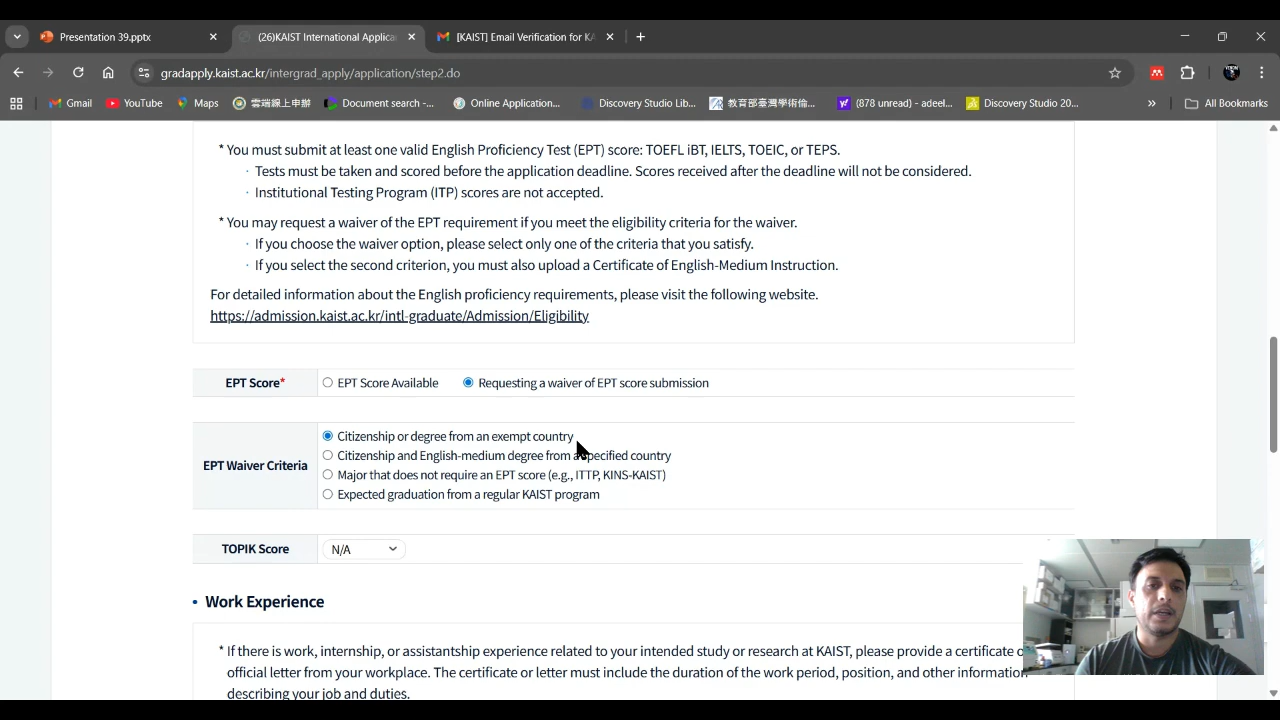 Presentation 39.pptx
(26)KAIST International Applica
[KAIST] Email Verification for KA
gradapply.kaist.ac.kr/intergrad_apply/application/step2.do
Gmail
YouTube
Maps
雲端線上申辦
Document search -...
Online Application...
Discovery Studio Lib...
教育部臺灣學術倫...
(878 unread) - adeel...
Discovery Studio 20...
»
All Bookmarks
* You must submit at least one valid English Proficiency Test (EPT) score: TOEFL iBT, IELTS, TOEIC, or TEPS.
· Tests must be taken and scored before the application deadline. Scores received after the deadline will not be considered.
· Institutional Testing Program (ITP) scores are not accepted.
* You may request a waiver of the EPT requirement if you meet the eligibility criteria for the waiver.
· If you choose the waiver option, please select only one of the criteria that you satisfy.
· If you select the second criterion, you must also upload a Certificate of English-Medium Instruction.
For detailed information about the English proficiency requirements, please visit the following website.
https://admission.kaist.ac.kr/intl-graduate/Admission/Eligibility
EPT Score*
EPT Score Available
Requesting a waiver of EPT score submission
EPT Waiver Criteria
Citizenship or degree from an exempt country
Citizenship and English-medium degree from a specified country
Major that does not require an EPT score (e.g., ITTP, KINS-KAIST)
Expected graduation from a regular KAIST program
TOPIK Score
N/A
• Work Experience
* If there is work, internship, or assistantship experience related to your intended study or research at KAIST, please provide a certificate o
official letter from your workplace. The certificate or letter must include the duration of the work period, position, and other information
describing your job and duties.